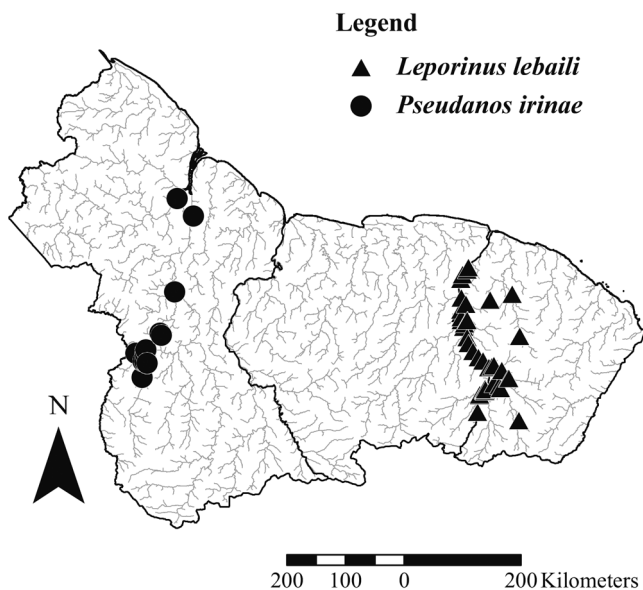 Legend
Leporinus lebaili
Pseudanos irinae
N
200 100 0 200 Kilometers